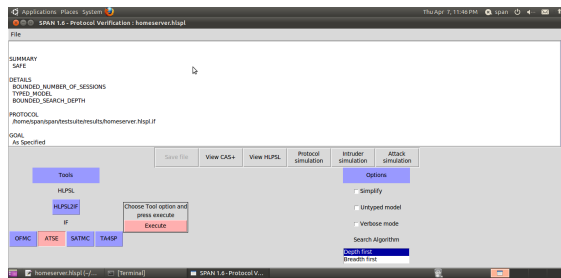 Applications Places System Thu Apr 7, 11:46 PM span
SPAN 1.6 - Protocol Verification : homeserver.hlpsl
File
SUMMARY
SAFE
DETAILS
BOUNDED_NUMBER_OF_SESSIONS
TYPED_MODEL
BOUNDED_SEARCH_DEPTH
PROTOCOL
/home/span/span/testsuite/results/homeserver.hlpsl.if
GOAL
As Specified
Save file View CAS+ View HLPSL Protocol simulation Intruder simulation Attack simulation
Tools
Options
HLPSL
Simplify
HLPSL2IF
Choose Tool option and
press execute
Untyped model
IF
Execute
Verbose mode
OFMC ATSE SATMC TA4SP
Search Algorithm
Depth first
Breadth first
homeserver.hlpsl (~/... [Terminal] SPAN 1.6 - Protocol V...